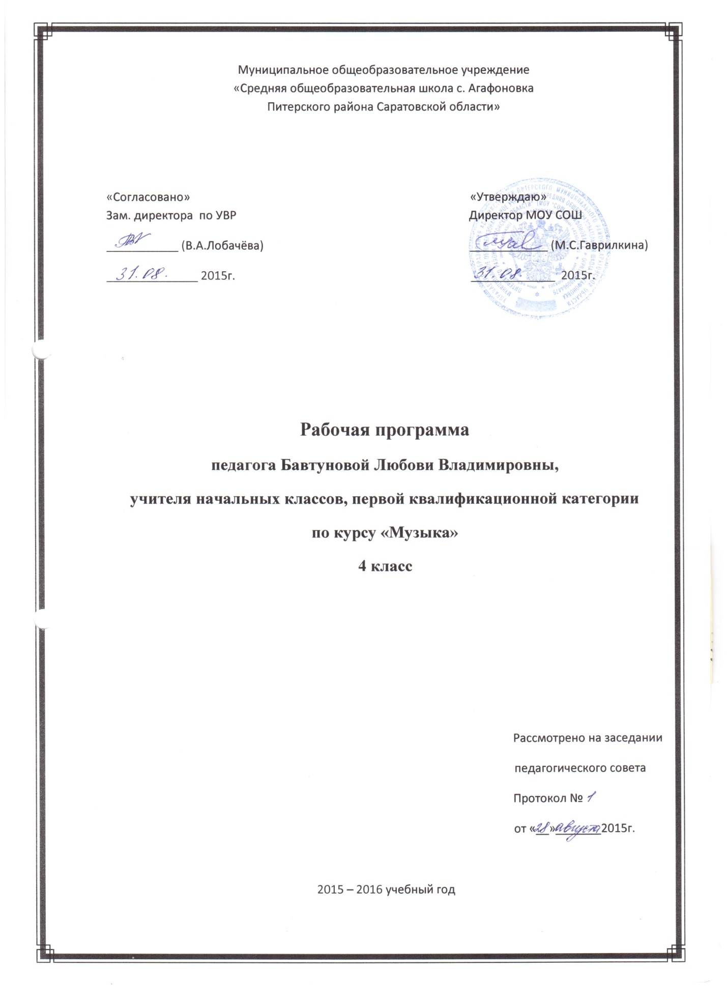 Муниципальное общеобразовательное учреждение
«Средняя общеобразовательная школа с. Агафоновка
Питерского района Саратовской области»
«Согласовано»
Зам. директора по УВР
(В.А.Лобачёва)
31.08. 2015г.
«Утверждаю»
Директор МОУ СОШ
(М.С.Гаврилкина)
31.08. 2015г.
Рабочая программа
педагога Бавтуновой Любови Владимировны,
учителя начальных классов, первой квалификационной категории
по курсу «Музыка»
4 класс
Рассмотрено на заседании
педагогического совета
Протокол № 1
от «28» августа 2015г.
2015 – 2016 учебный год